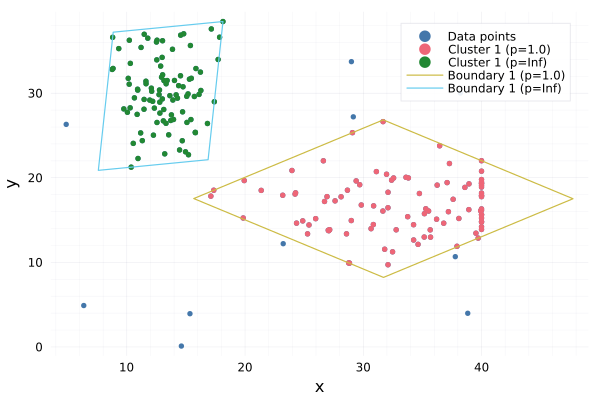 Data points
Cluster 1 (p=1.0)
Cluster 1 (p=Inf)
Boundary 1 (p=1.0)
Boundary 1 (p=Inf)
y
30
20
10
0
10 20 30 40
x